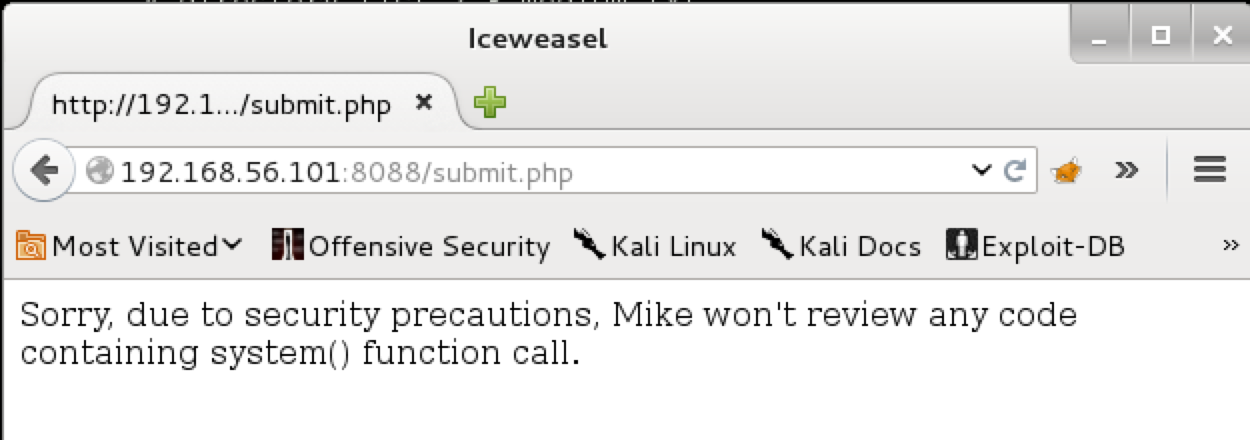 Iceweasel
http://192.1.../submit.php
192.168.56.101:8088/submit.php
Most Visited Offensive Security Kali Linux Kali Docs Exploit-DB »
Sorry, due to security precautions, Mike won't review any code
containing system() function call.